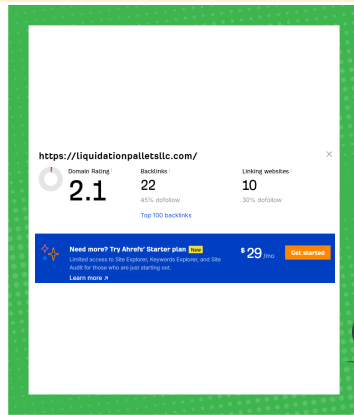 https://liquidationpalletsllc.com/
Domain Rating
Backlinks
Linking websites
2.1
22
10
45% dofollow
30% dofollow
Top 100 backlinks
Need more? Try Ahrefs' Starter plan New
$29/mo
Get started
Limited access to Site Explorer, Keywords Explorer, and Site
Audit for those who are just starting out.
Learn more ↗